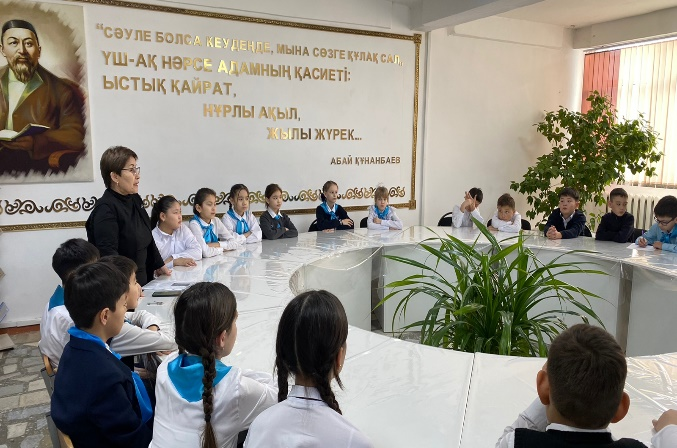 "СӘУЛЕ БОЛСА КЕУДЕҢДЕ, МЫНА СӨЗГЕ ҚҰЛАҚ САЛ,
ҮШ-АҚ НӘРСЕ АДАМНЫҢ ҚАСИЕТІ:
ЫСТЫҚ ҚАЙРАТ,
НҰРЛЫ АҚЫЛ,
ЖЫЛЫ ЖҮРЕК...
АБАЙ ҚҰНАНБАЕВ